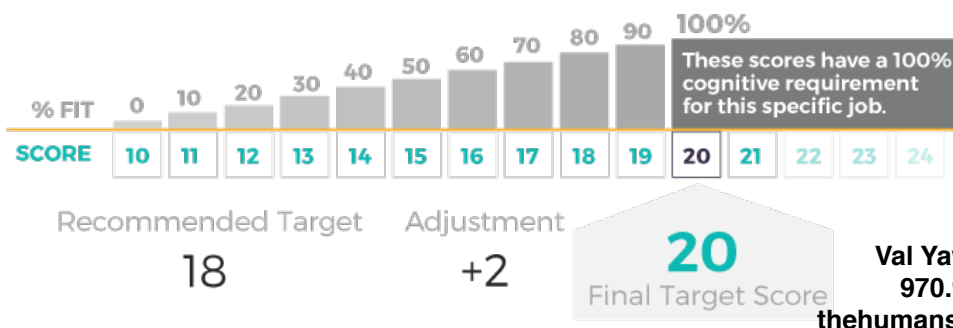 100%
0 10 20 30 40 50 60 70 80 90
These scores have a 100%
cognitive requirement
for this specific job.
% FIT
SCORE 10 11 12 13 14 15 16 17 18 19 20 21 22 23 24
Recommended Target
18
Adjustment
+2
20
Final Target Score
Val
970.